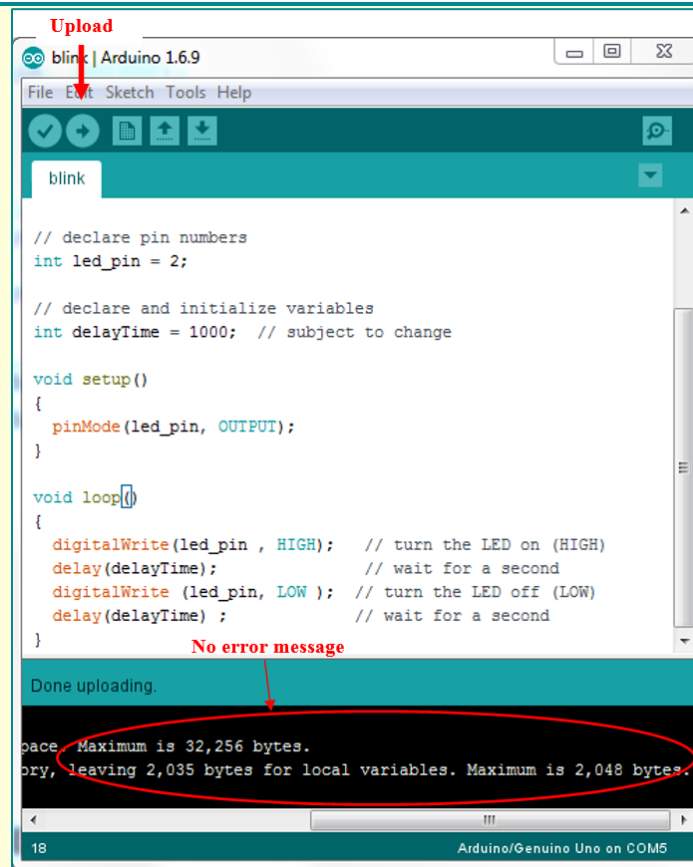 Upload
blink | Arduino 1.6.9
File Edit Sketch Tools Help
blink
// declare pin numbers
int led_pin = 2;
// declare and initialize variables
int delayTime = 1000;  // subject to change
void setup()
{
  pinMode(led_pin, OUTPUT);
}
void loop()
{
  digitalWrite(led_pin , HIGH);   // turn the LED on (HIGH)
  delay(delayTime);               // wait for a second
  digitalWrite (led_pin, LOW );  // turn the LED off (LOW)
  delay(delayTime) ;             // wait for a second
}
No error message
Done uploading.
pace. Maximum is 32,256 bytes.
ory, leaving 2,035 bytes for local variables. Maximum is 2,048 bytes.
18 Arduino/Genuino Uno on COM5